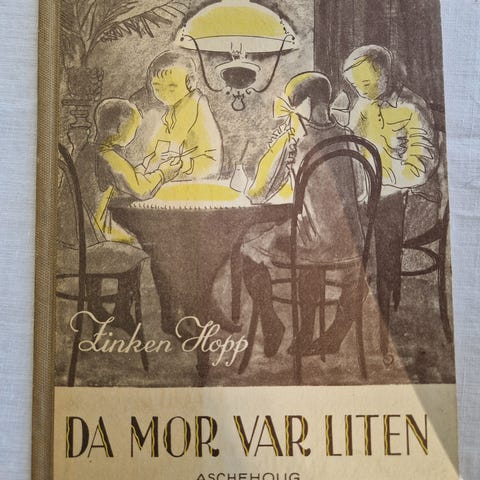 Zinken Hopp
DA MOR VAR LITEN
ASCHEHOUG